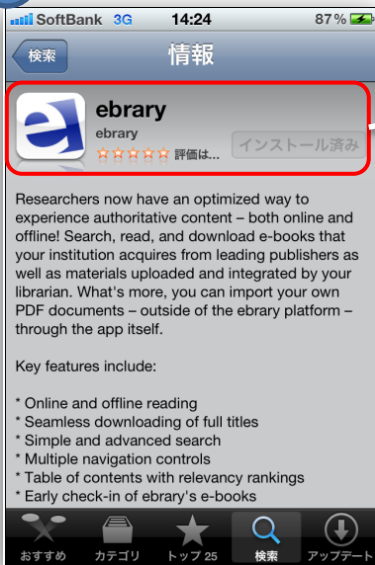 SoftBank 3G 14:24 87%
検索 情報
ebrary
ebrary
評価は...
インストール済み
Researchers now have an optimized way to
experience authoritative content – both online and
offline! Search, read, and download e-books that
your institution acquires from leading publishers as
well as materials uploaded and integrated by your
librarian. What's more, you can import your own
PDF documents – outside of the ebrary platform –
through the app itself.
Key features include:
* Online and offline reading
* Seamless downloading of full titles
* Simple and advanced search
* Multiple navigation controls
* Table of contents with relevancy rankings
* Early check-in of ebrary's e-books
おすすめ カテゴリ トップ 25 検索 アップデート